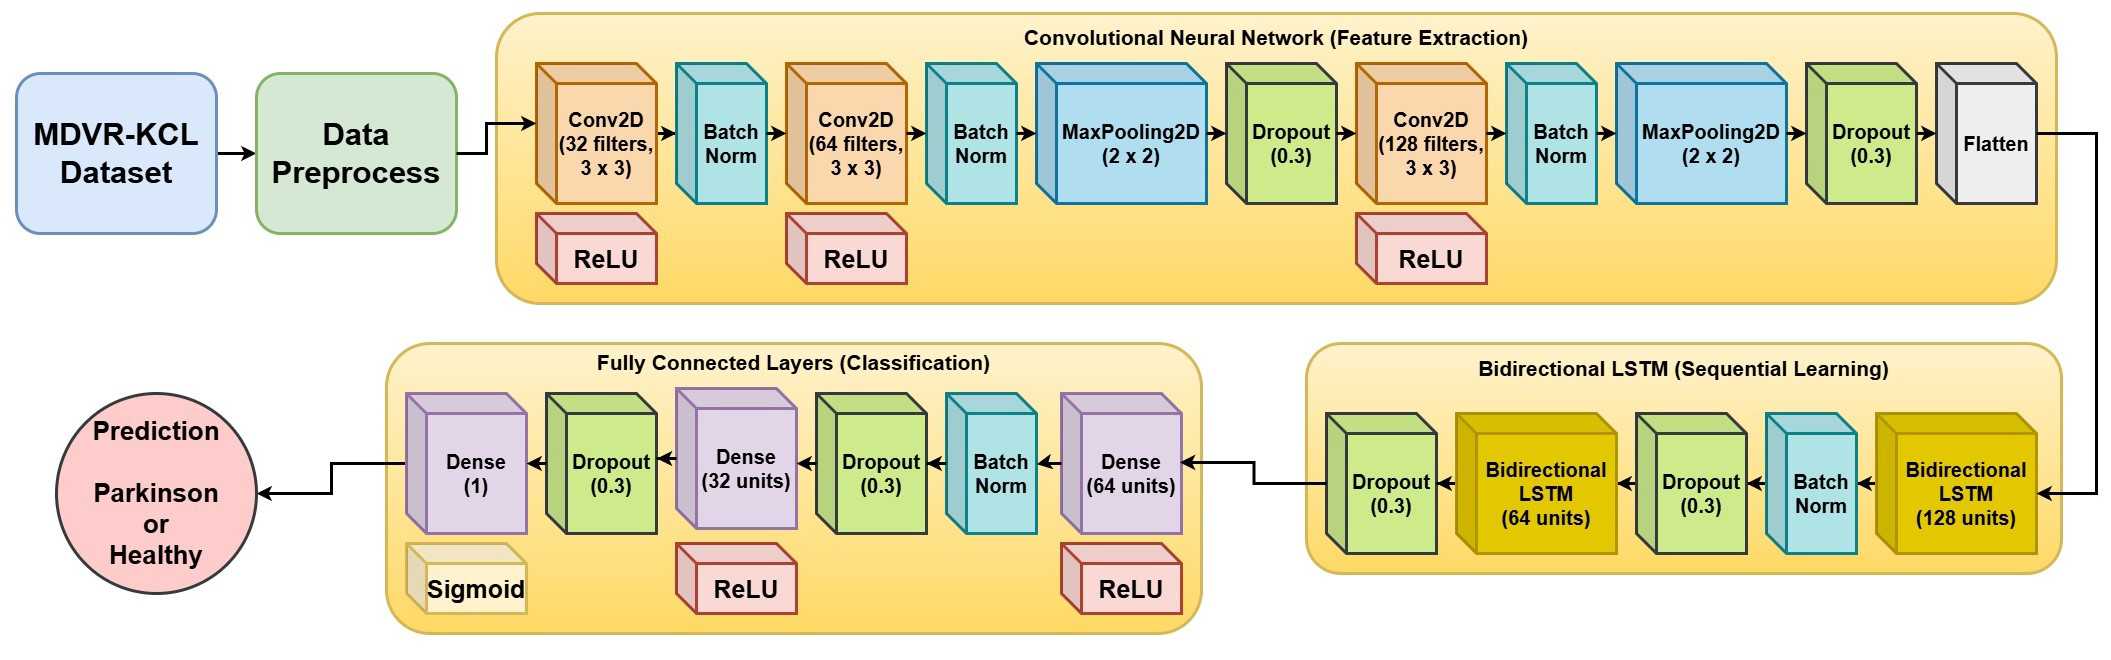 Convolutional Neural Network (Feature Extraction)
MDVR-KCL
Dataset
Data
Preprocess
Conv2D
(32 filters,
3 x 3)
ReLU
Batch
Norm
Conv2D
(64 filters,
3 x 3)
ReLU
Batch
Norm
MaxPooling2D
(2 x 2)
Dropout
(0.3)
Conv2D
(128 filters,
3 x 3)
ReLU
Batch
Norm
MaxPooling2D
(2 x 2)
Dropout
(0.3)
Flatten
Bidirectional LSTM (Sequential Learning)
Bidirectional
LSTM
(128 units)
Batch
Norm
Dropout
(0.3)
Bidirectional
LSTM
(64 units)
Dropout
(0.3)
Fully Connected Layers (Classification)
Dense
(64 units)
ReLU
Batch
Norm
Dropout
(0.3)
Dense
(32 units)
ReLU
Dropout
(0.3)
Dense
(1)
Sigmoid
Prediction
Parkinson
or
Healthy